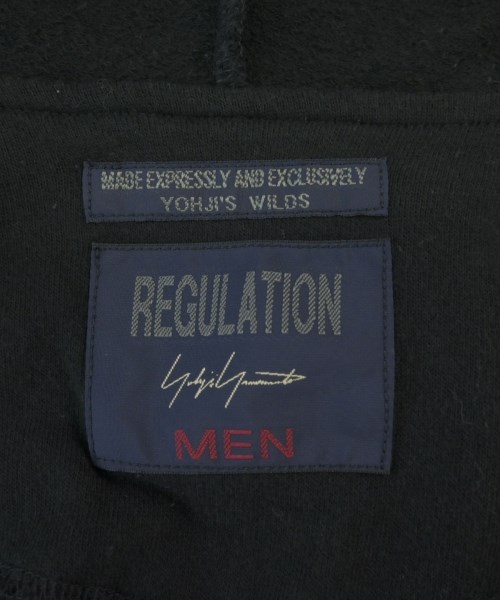 MADE EXPRESSLY AND EXCLUSIVELY
YOHJI'S WILDS
REGULATION
Yohji Yamamoto
MEN